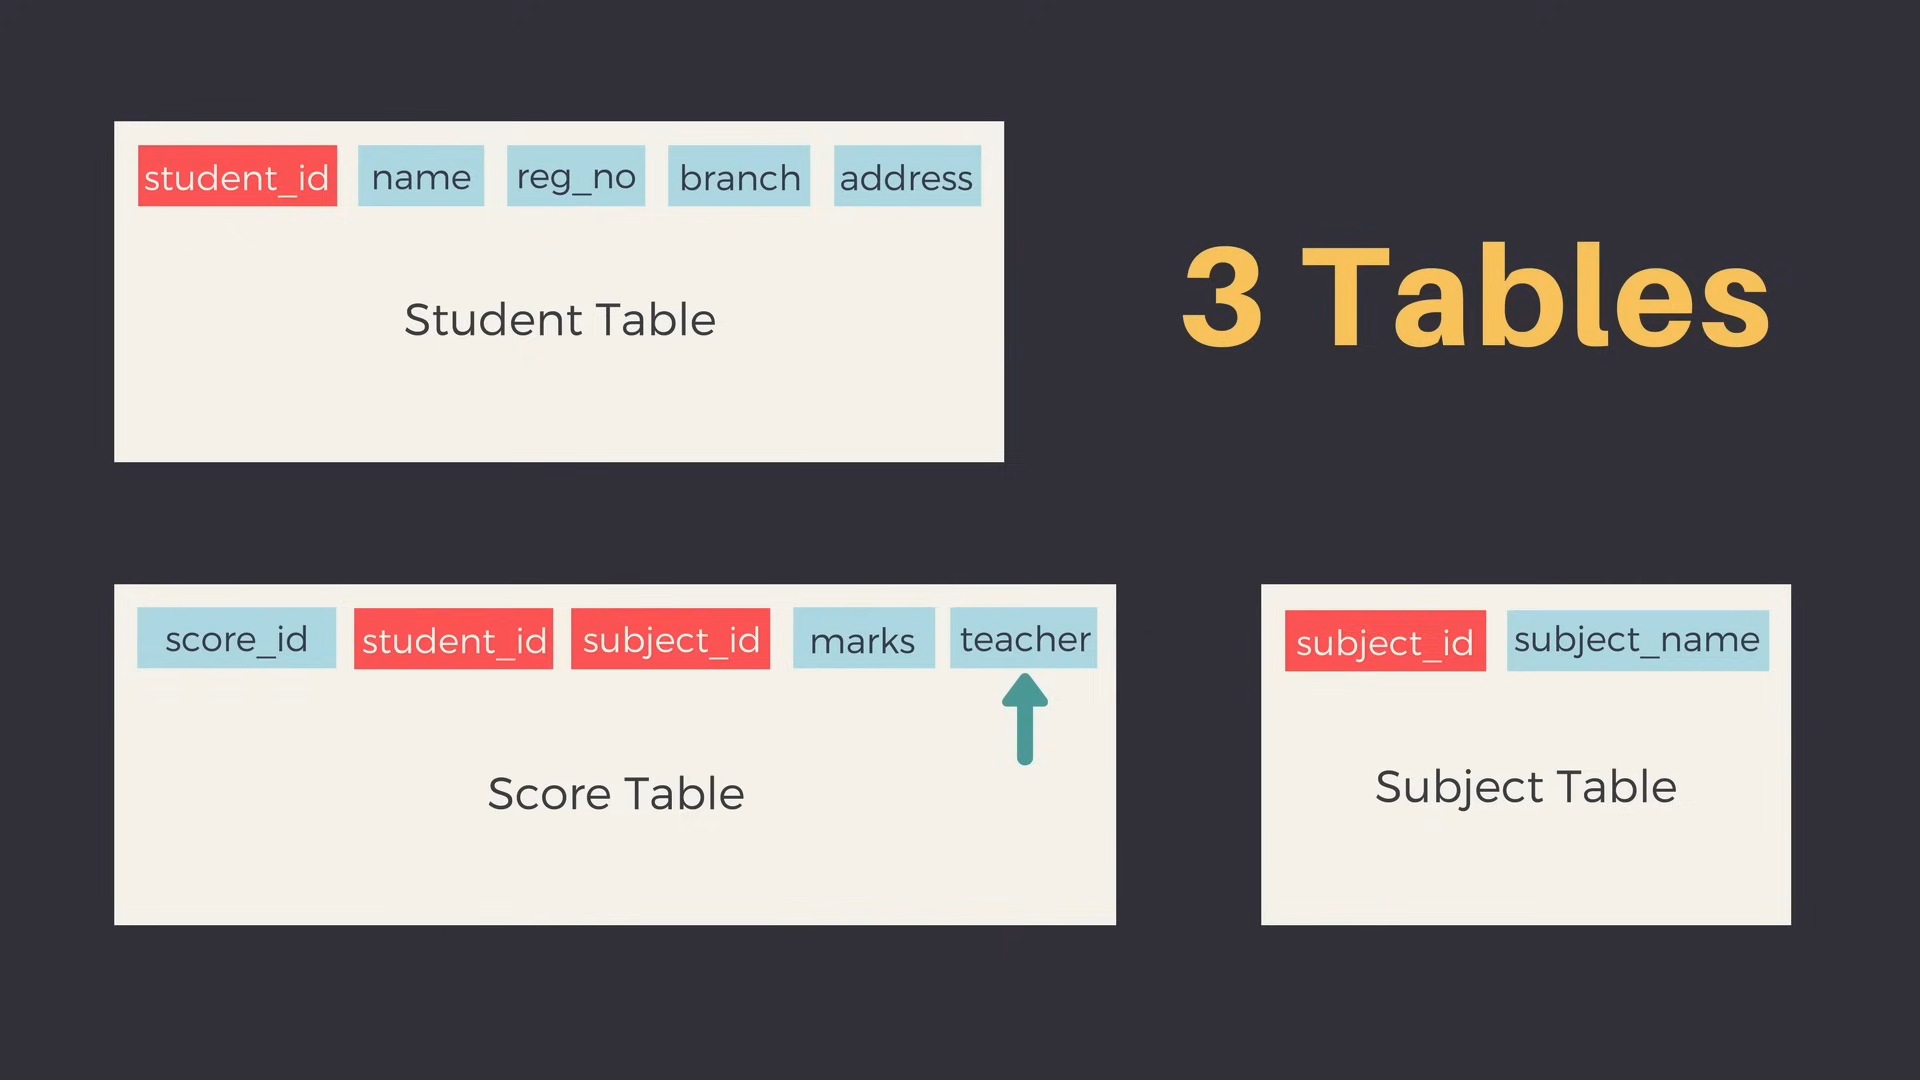 student_id name reg_no branch address
Student Table
3 Tables
score_id student_id subject_id marks teacher
Score Table
subject_id subject_name
Subject Table